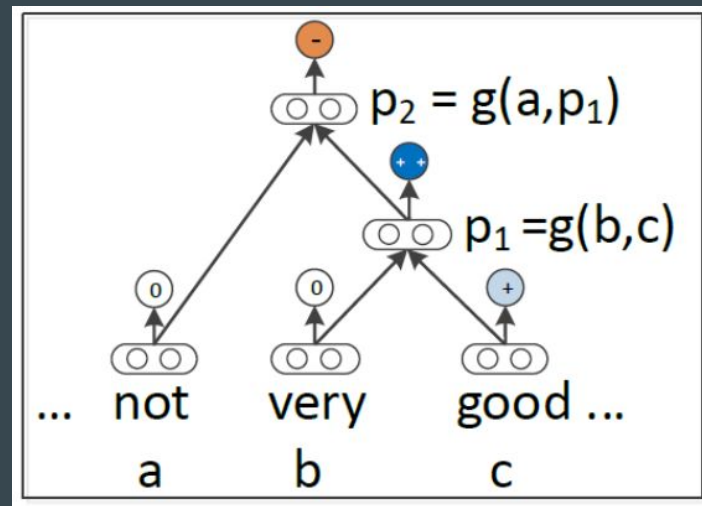 -
p₂ = g(a,p₁)
+ +
p₁ =g(b,c)
0 0 +
... not very good ...
a b c